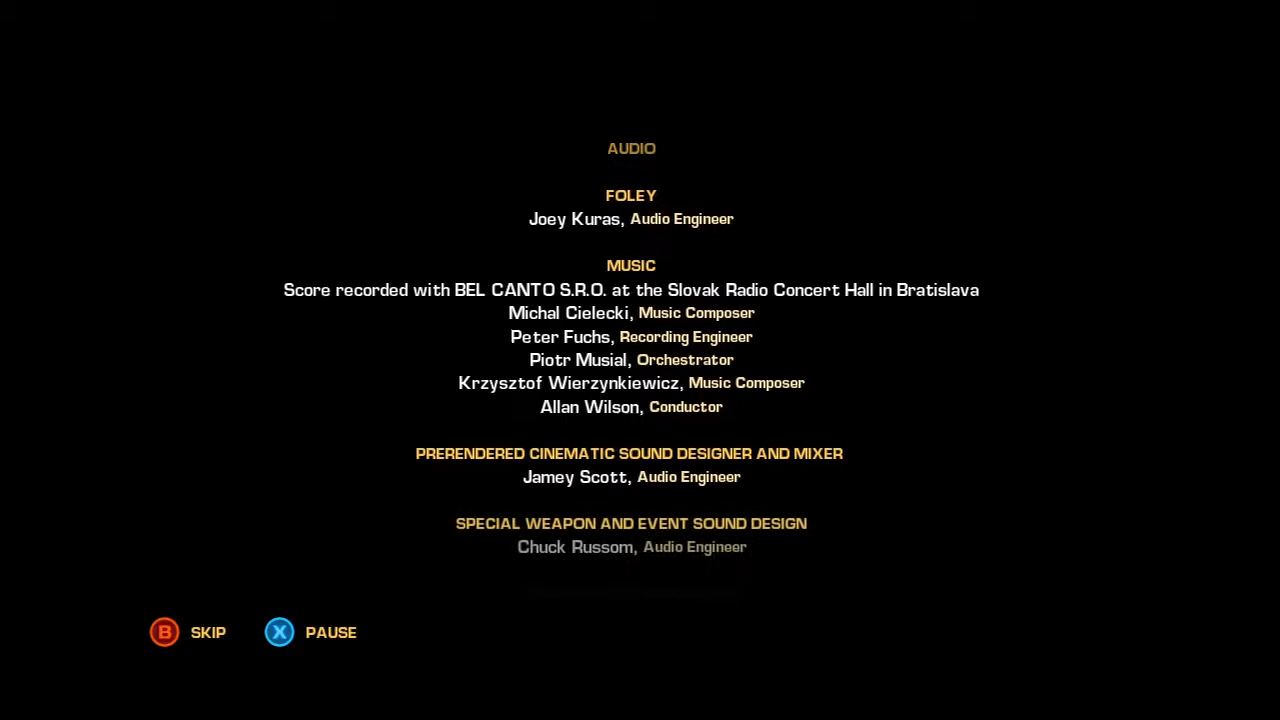 AUDIO
FOLEY
Joey Kuras, Audio Engineer
MUSIC
Score recorded with BEL CANTO S.R.O. at the Slovak Radio Concert Hall in Bratislava
Michal Cielecki, Music Composer
Peter Fuchs, Recording Engineer
Piotr Musial, Orchestrator
Krzysztof Wierzynkiewicz, Music Composer
Allan Wilson, Conductor
PRERENDERED CINEMATIC SOUND DESIGNER AND MIXER
Jamey Scott, Audio Engineer
SPECIAL WEAPON AND EVENT SOUND DESIGN
Chuck Russom, Audio Engineer
B SKIP X PAUSE